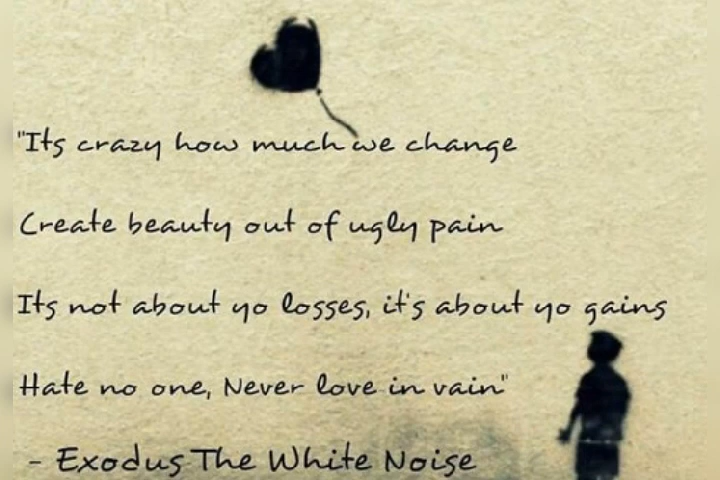 "Its crazy how much we change
Create beauty out of ugly pain
Its not about yo losses, it's about yo gains
Hate no one, Never love in vain"
- Exodus The White Noise